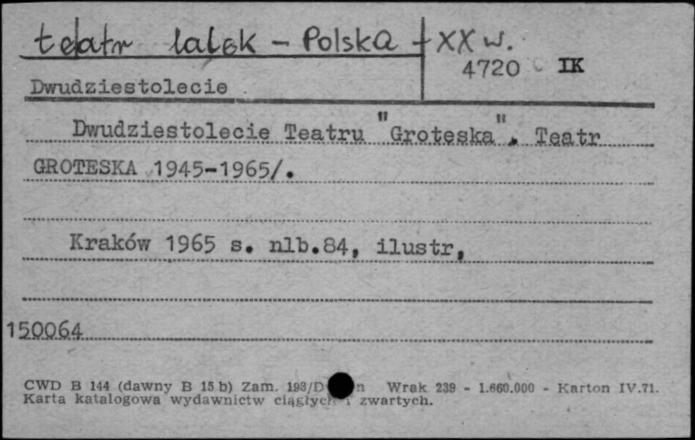 teatr lalek - Polska - XX w.
4720 IK
Dwudziestolecie
Dwudziestolecie Teatru "Groteska". Teatr
GROTESKA 1945-1965/.
Kraków 1965 s. nlb.84, ilustr,
150064
CWD B 144 (dawny B 15 b) Zam. 193/D n Wrak 239 - 1.660.000 - Karton IV.71.
Karta katalogowa wydawnictw ciągłych i zwartych.